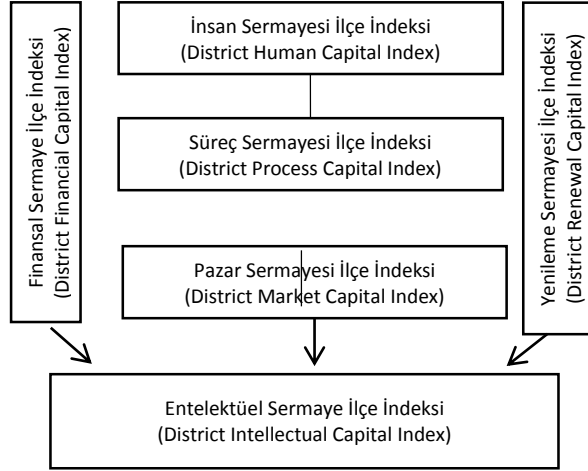 Finansal Sermaye İlçe İndeksi
(District Financial Capital Index)
İnsan Sermayesi İlçe İndeksi
(District Human Capital Index)
Süreç Sermayesi İlçe İndeksi
(District Process Capital Index)
Pazar Sermayesi İlçe İndeksi
(District Market Capital Index)
Yenileme Sermayesi İlçe İndeksi
(District Renewal Capital Index)
Entelektüel Sermaye İlçe İndeksi
(District Intellectual Capital Index)